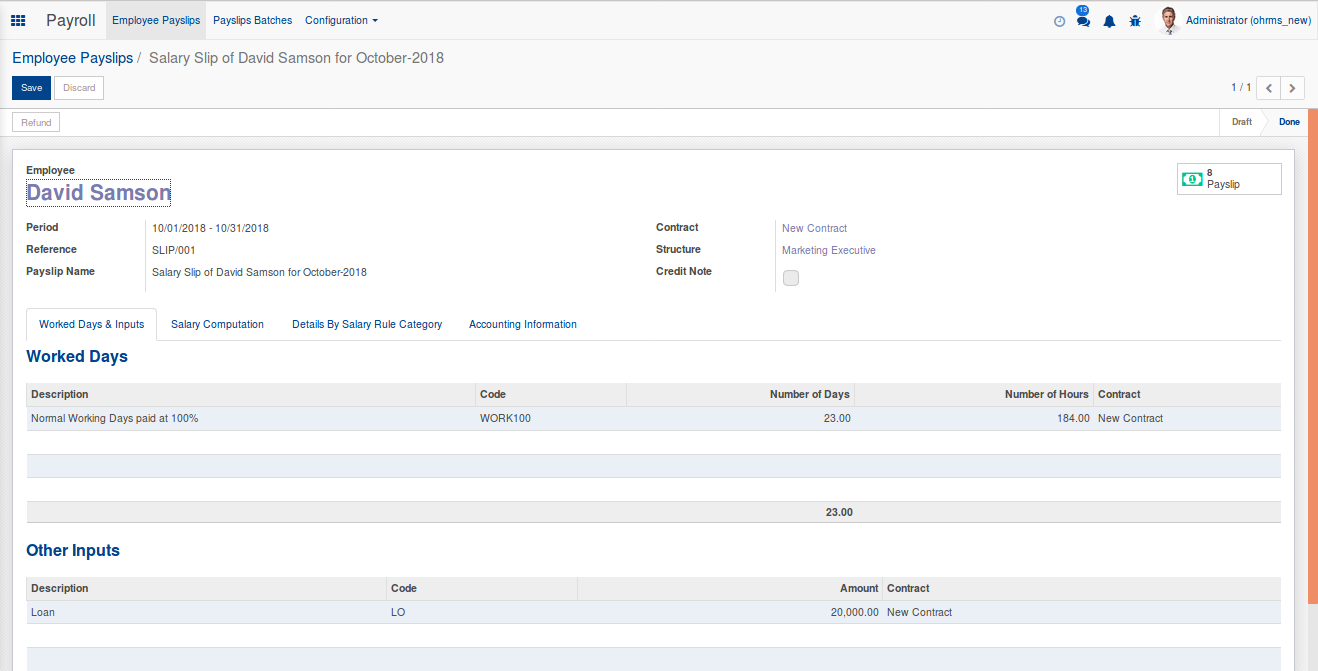 Payroll Employee Payslips Payslips Batches Configuration 13 Administrator (ohrms_new)
Employee Payslips / Salary Slip of David Samson for October-2018
Save Discard 1 / 1
Refund Draft Done
Employee
David Samson
8
Payslip
Period 10/01/2018 - 10/31/2018 Contract New Contract
Reference SLIP/001 Structure Marketing Executive
Payslip Name Salary Slip of David Samson for October-2018 Credit Note
Worked Days & Inputs Salary Computation Details By Salary Rule Category Accounting Information
Worked Days
Description Code Number of Days Number of Hours Contract
Normal Working Days paid at 100% WORK100 23.00 184.00 New Contract
23.00
Other Inputs
Description Code Amount Contract
Loan LO 20,000.00 New Contract